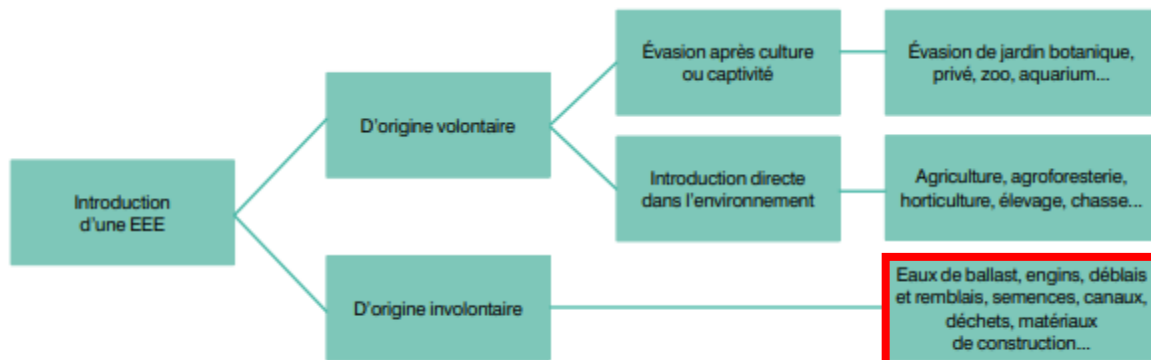 Évasion après culture
ou captivité
Évasion de jardin botanique,
privé, zoo, aquarium...
D'origine volontaire
Introduction
d'une EEE
Introduction directe
dans l'environnement
Agriculture, agroforesterie,
horticulture, élevage, chasse...
D'origine involontaire
Eaux de ballast, engins, déblais
et remblais, semences, canaux,
déchets, matériaux
de construction...